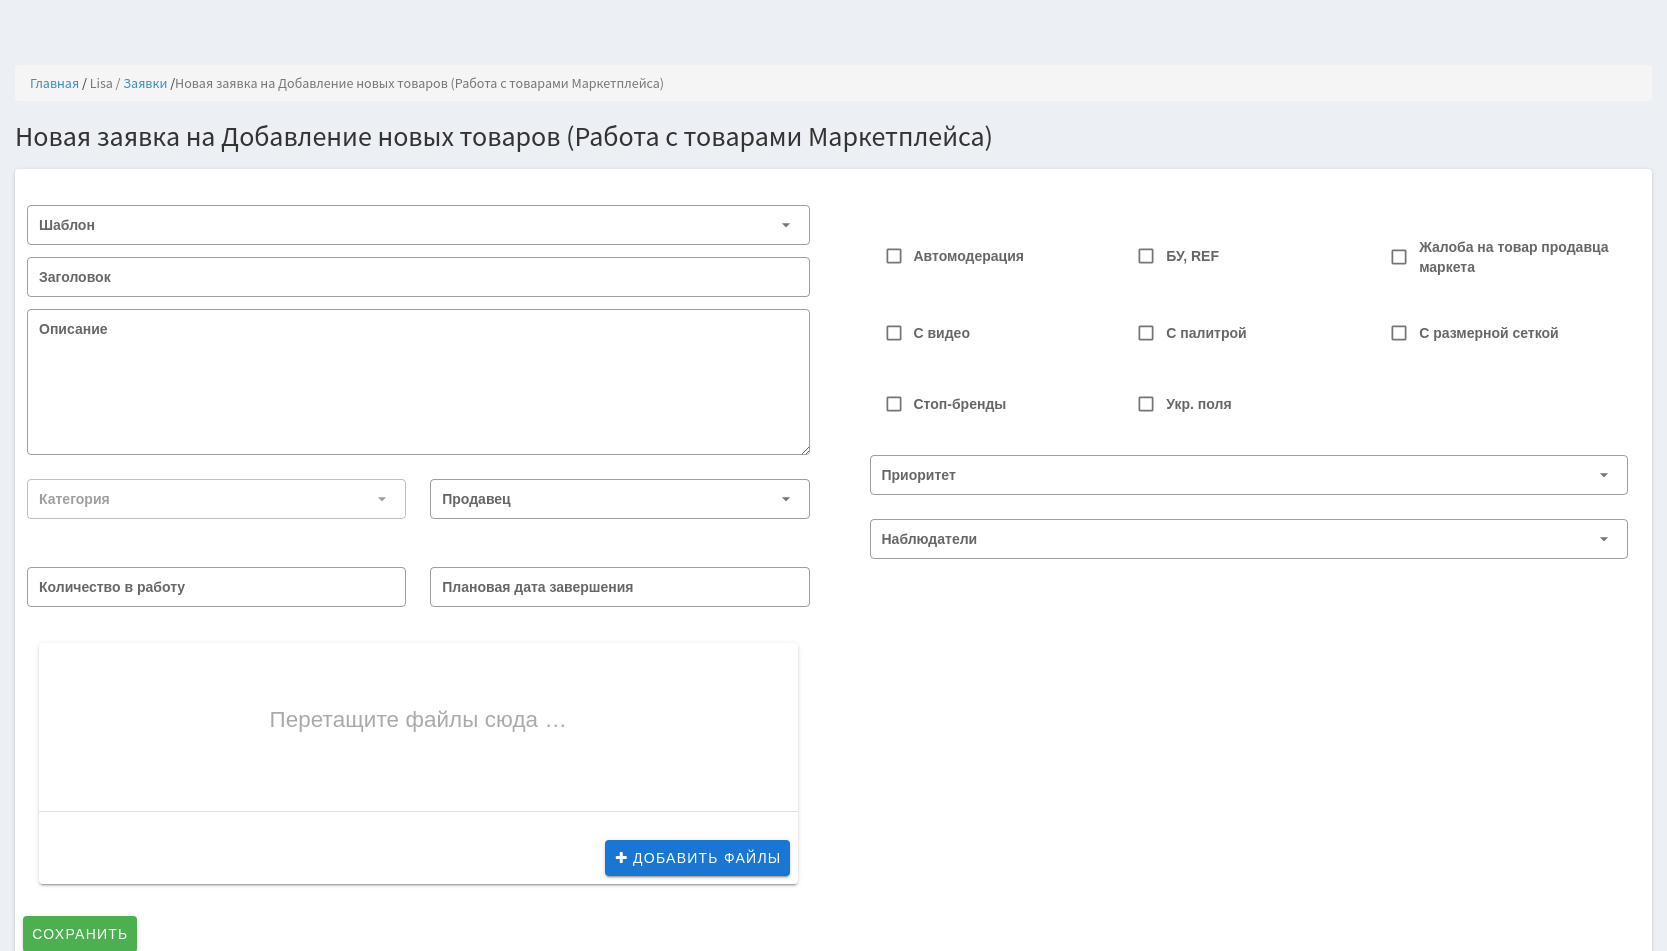 Главная / Lisa / Заявки /Новая заявка на Добавление новых товаров (Работа с товарами Маркетплейса)
Новая заявка на Добавление новых товаров (Работа с товарами Маркетплейса)
Шаблон
Заголовок
Описание
Категория
Продавец
Количество в работу
Плановая дата завершения
Перетащите файлы сюда …
ДОБАВИТЬ ФАЙЛЫ
СОХРАНИТЬ
Автомодерация
БУ, REF
Жалоба на товар продавца
маркета
С видео
С палитрой
С размерной сеткой
Стоп-бренды
Укр. поля
Приоритет
Наблюдатели